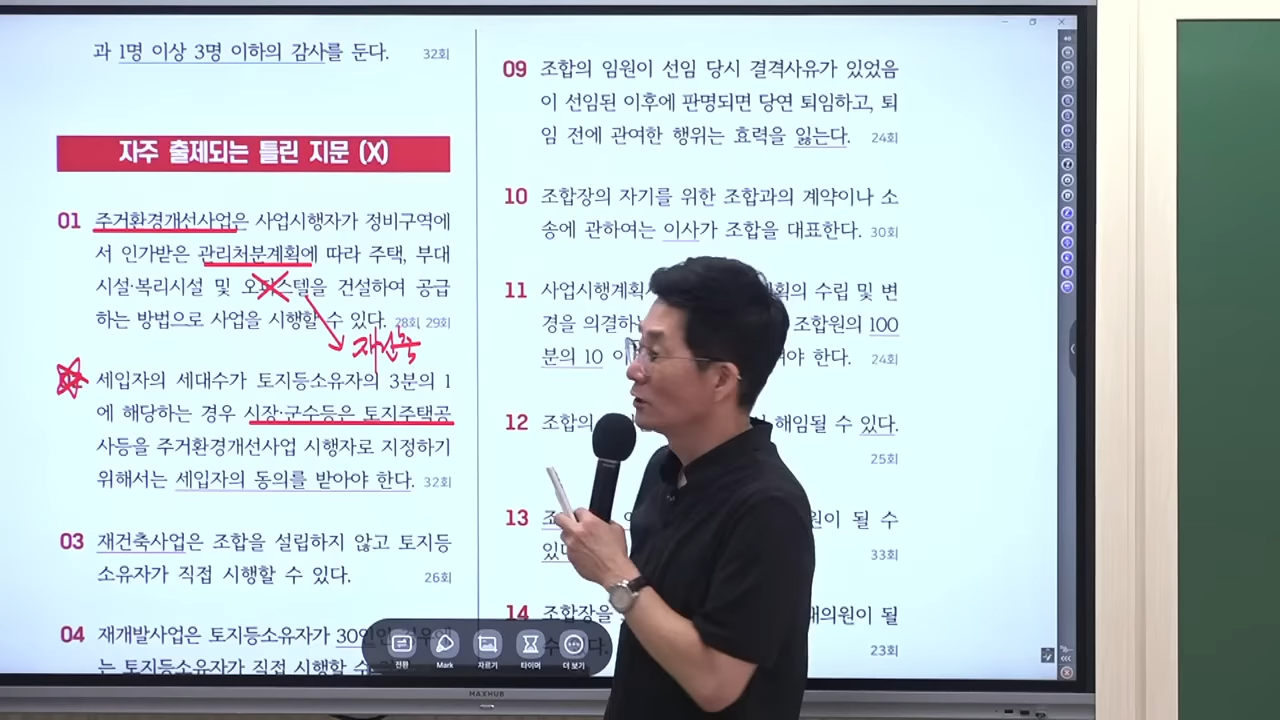 과 1명 이상 3명 이하의 감사를 둔다. 32회
자주 출제되는 틀린 지문 (X)
01 주거환경개선사업은 사업시행자가 정비구역에
서 인가받은 관리처분계획에 따라 주택, 부대
시설·복리시설 및 오피스텔을 건설하여 공급
하는 방법으로 사업을 시행할 수 있다. 28회, 29회
재건축
세입자의 세대수가 토지등소유자의 3분의 1
에 해당하는 경우 시장·군수등은 토지주택공
사등을 주거환경개선사업 시행자로 지정하기
위해서는 세입자의 동의를 받아야 한다. 32회
03 재건축사업은 조합을 설립하지 않고 토지등
소유자가 직접 시행할 수 있다. 26회
04 재개발사업은 토지등소유자가 30인인
는 토지등소유자가 직접 시행할
09 조합의 임원이 선임 당시 결격사유가 있었음
이 선임된 이후에 판명되면 당연 퇴임하고, 퇴
임 전에 관여한 행위는 효력을 잃는다. 24회
10 조합장의 자기를 위한 조합과의 계약이나 소
송에 관하여는 이사가 조합을 대표한다. 30회
11 사업시행계획 의 수립 및 변
경을 의결하 조합원의 100
분의 10 야 한다. 24회
12 조합의 해임될 수 있다.
25회
13 원이 될 수
33회
14 조합장을 대의원이 될
23회
전환 Mark 자르기 타이머 더 보기
MAXHUB